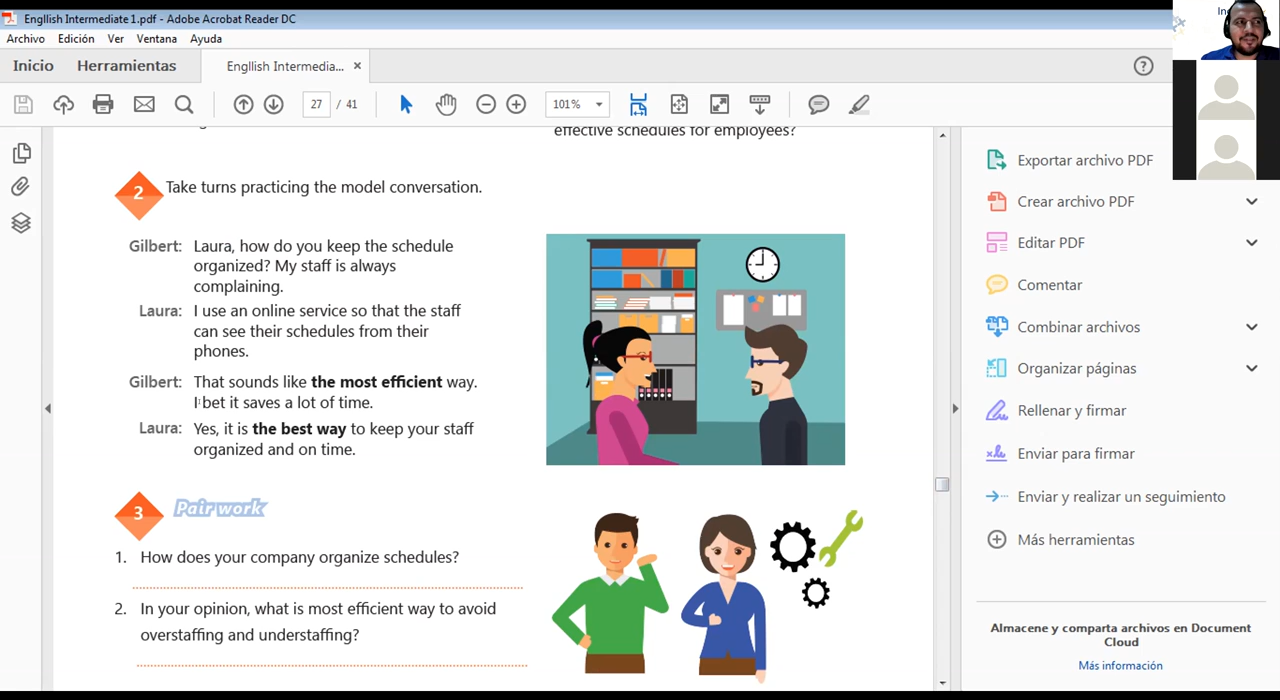 Engllish Intermediate 1.pdf - Adobe Acrobat Reader DC
Archivo Edición Ver Ventana Ayuda
Inicio Herramientas Engllish Intermedia... ×
27 / 41 101%
effective schedules for employees?
2 Take turns practicing the model conversation.
Gilbert: Laura, how do you keep the schedule
organized? My staff is always
complaining.
Laura: I use an online service so that the staff
can see their schedules from their
phones.
Gilbert: That sounds like the most efficient way.
I bet it saves a lot of time.
Laura: Yes, it is the best way to keep your staff
organized and on time.
3 Pair work
1. How does your company organize schedules?
2. In your opinion, what is most efficient way to avoid
overstaffing and understaffing?
Exportar archivo PDF
Crear archivo PDF
Editar PDF
Comentar
Combinar archivos
Organizar páginas
Rellenar y firmar
Enviar para firmar
Enviar y realizar un seguimiento
Más herramientas
Almacene y comparta archivos en Document
Cloud
Más información